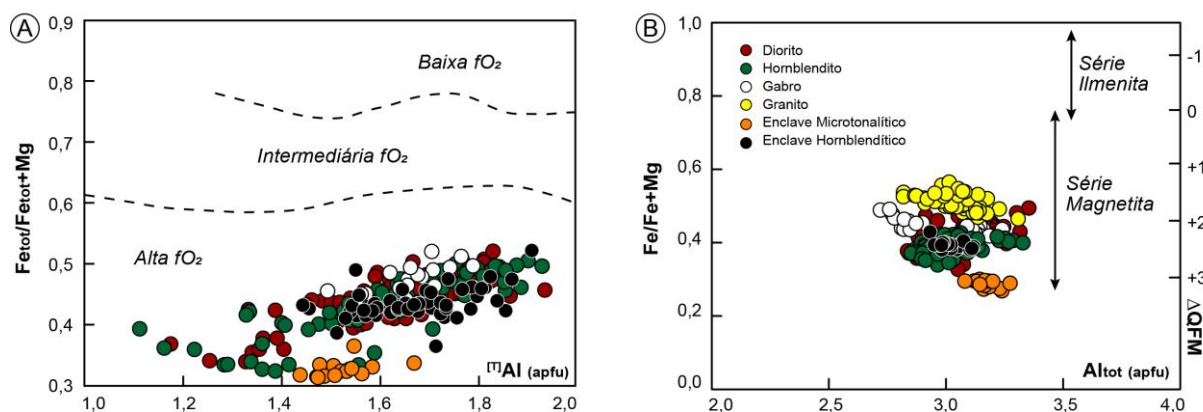 A
0,9
0,8
0,7
0,6
0,5
0,4
0,3
Fetot/Fetot+Mg
Baixa fO₂
Intermediária fO₂
Alta fO₂
[T]Al (apfu)
1,0
1,2
1,4
1,6
1,8
2,0
B
1,0
0,8
0,6
0,4
0,2
0,0
Fe/Fe+Mg
Diorito
Hornblendito
Gabro
Granito
Enclave Microtonalítico
Enclave Hornblendítico
Série
Ilmenita
Série
Magnetita
-1
0
+1
+2
+3
ΔQFM
Altot (apfu)
2,0
2,5
3,0
3,5
4,0